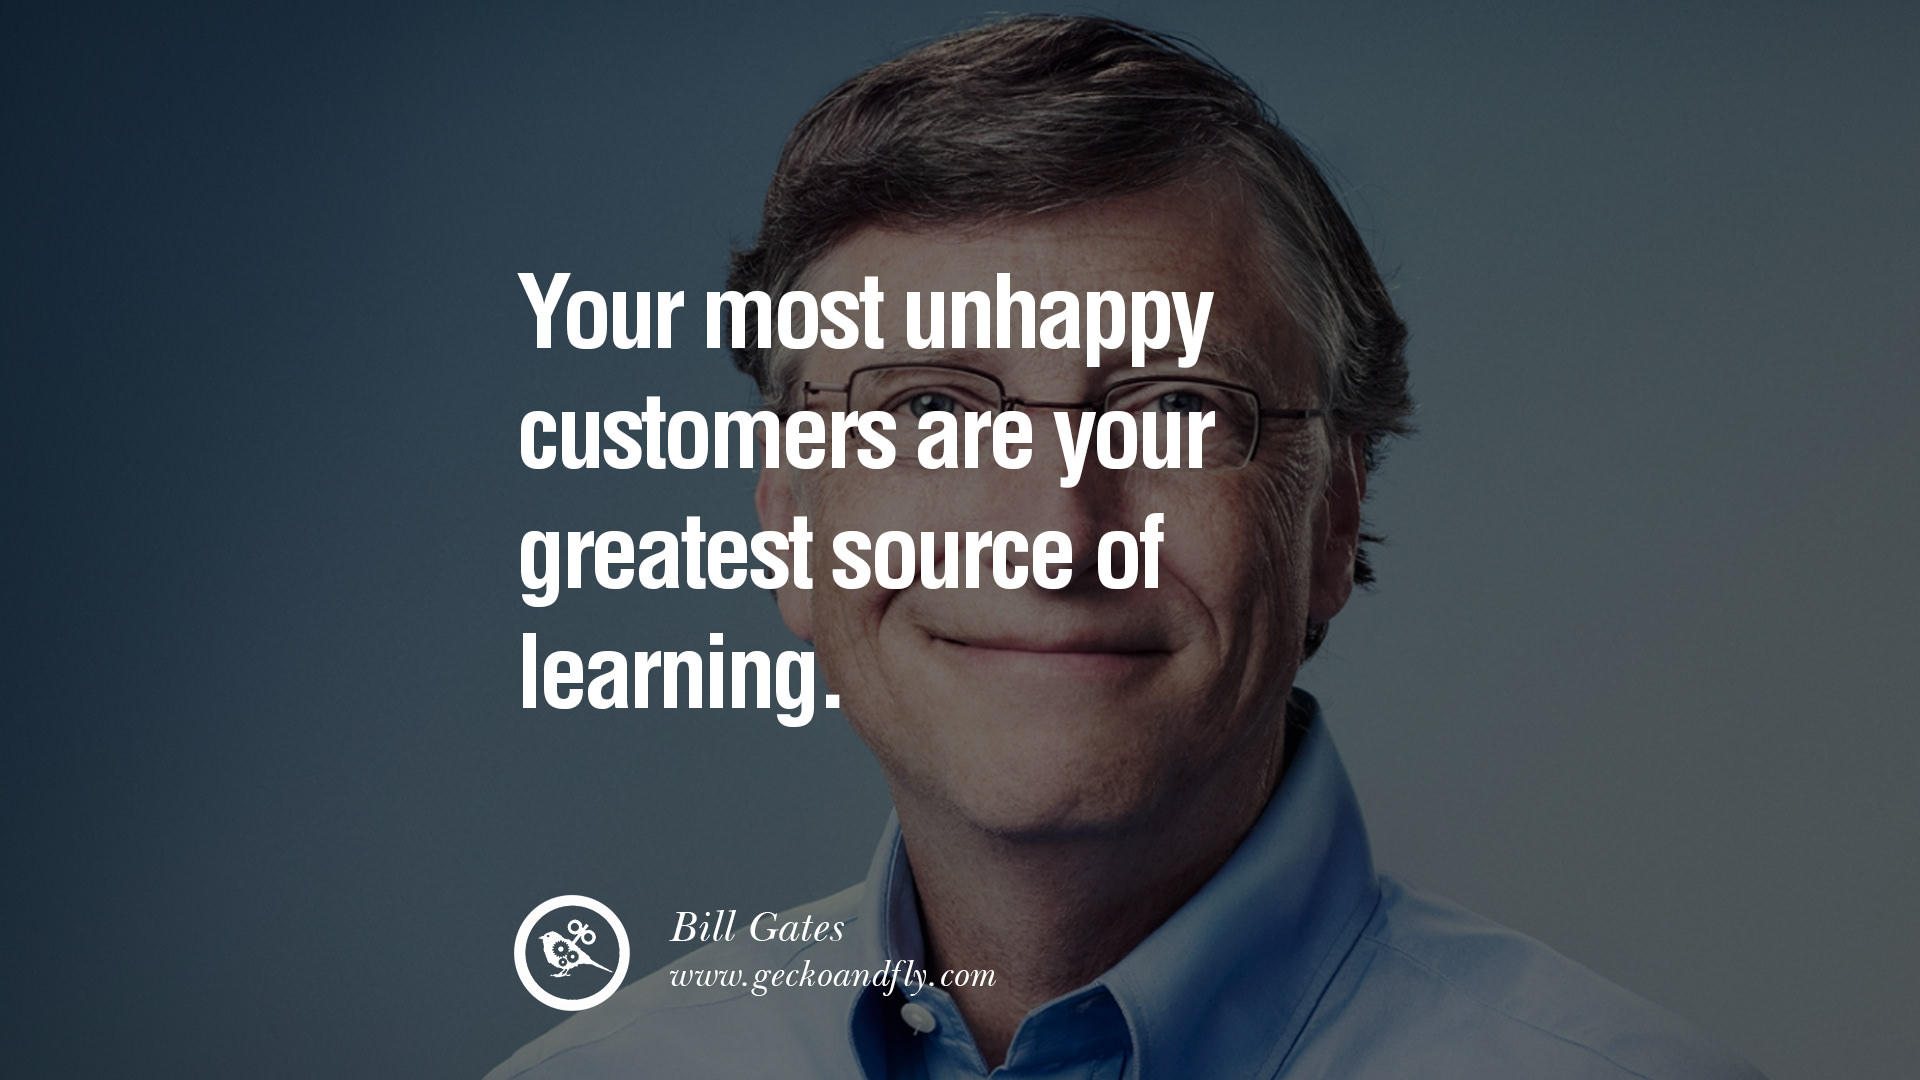 Your most unhappy
customers are your
greatest source of
learning.
Bill Gates
www.geckoandfly.com